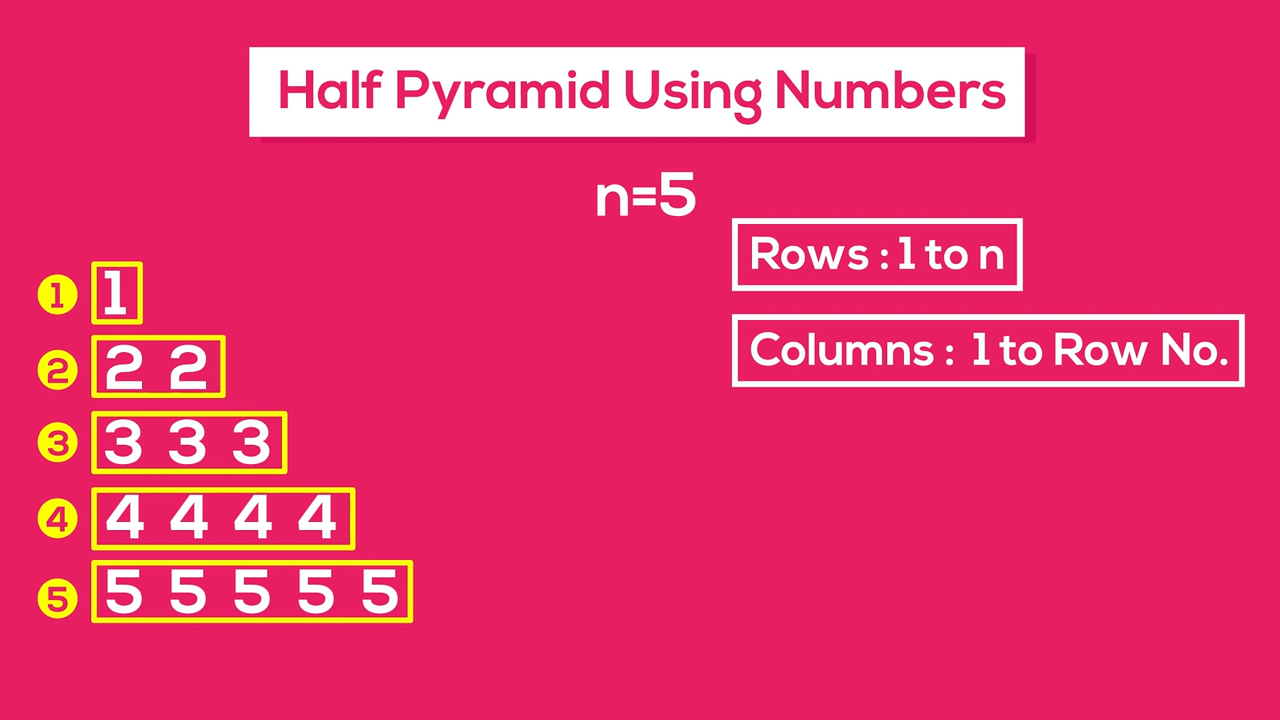 Half Pyramid Using Numbers
n=5
Rows : 1 to n
Columns : 1 to Row No.
1 1
2 2 2
3 3 3 3
4 4 4 4 4
5 5 5 5 5 5